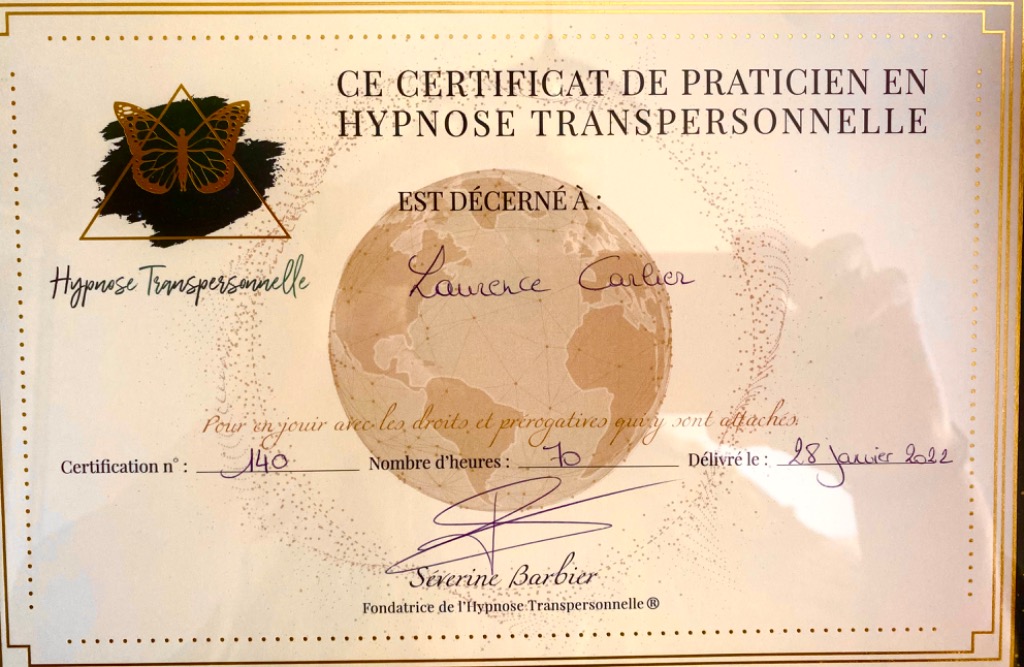 CE CERTIFICAT DE PRATICIEN EN
HYPNOSE TRANSPERSONNELLE
EST DÉCERNÉ À :
Hypnose Transpersonnelle
Laurence Carlier
Pour en jouir avec les droits et prérogatives qui y sont attachés.
Certification n° : 140 Nombre d'heures : 70 Délivré le : 28 janvier 2022
Séverine Barbier
Fondatrice de l'Hypnose Transpersonnelle®